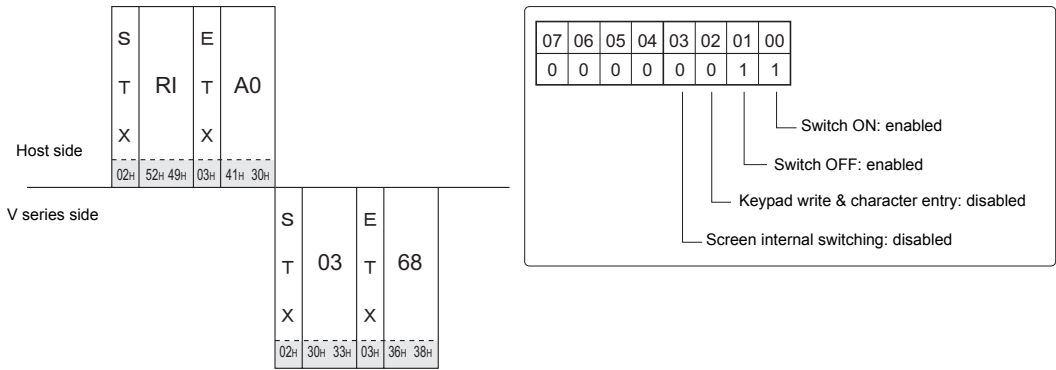 S T X RI E T X A0
Host side
02H 52H 49H 03H 41H 30H
V series side
S T X 03 E T X 68
02H 30H 33H 03H 36H 38H
07 06 05 04 03 02 01 00
0 0 0 0 0 0 1 1
Switch ON: enabled
Switch OFF: enabled
Keypad write & character entry: disabled
Screen internal switching: disabled